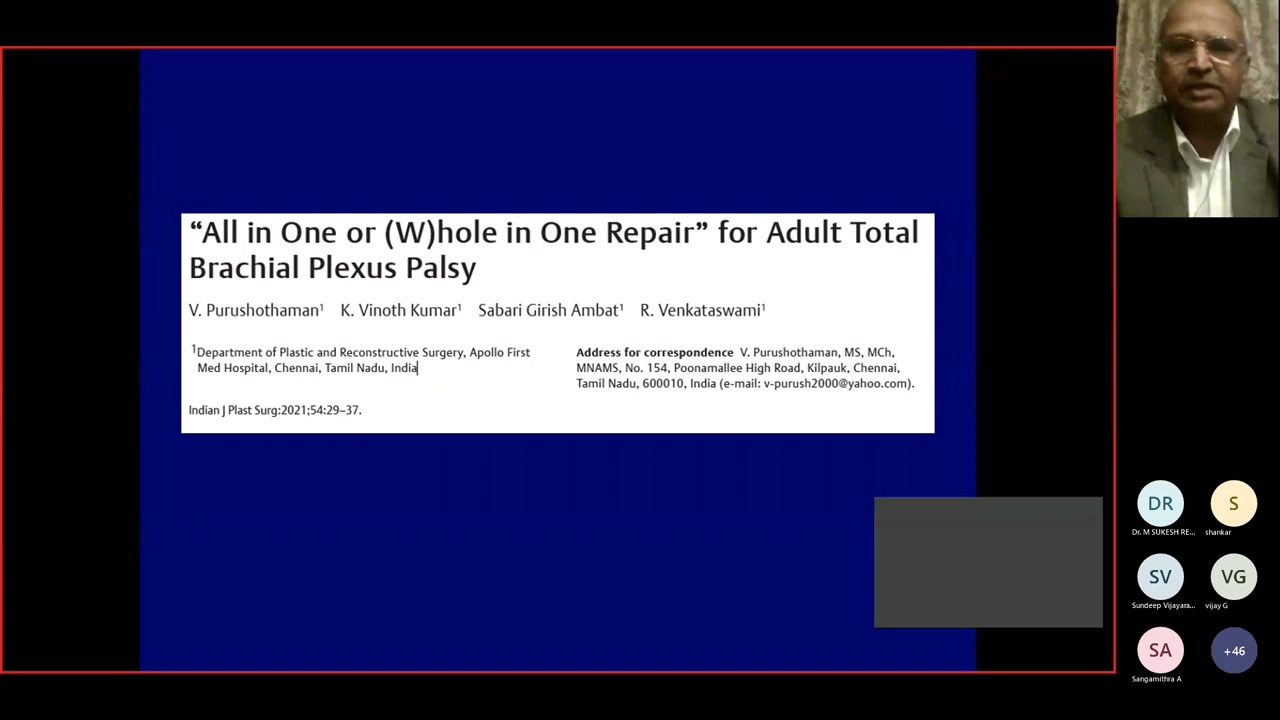 “All in One or (W)hole in One Repair” for Adult Total
Brachial Plexus Palsy
V. Purushothaman¹ K. Vinoth Kumar¹ Sabari Girish Ambat¹ R. Venkataswami¹
¹Department of Plastic and Reconstructive Surgery, Apollo First
Med Hospital, Chennai, Tamil Nadu, India
Address for correspondence V. Purushothaman, MS, MCh,
MNAMS, No. 154, Poonamallee High Road, Kilpauk, Chennai,
Tamil Nadu, 600010, India (e-mail: v-purush2000@yahoo.com).
Indian J Plast Surg:2021;54:29–37.
DR
Dr. M SUKESH RE...
S
shankar
SV
Sundeep Vijayara...
VG
vijay G
SA
Sangamithra A
+46